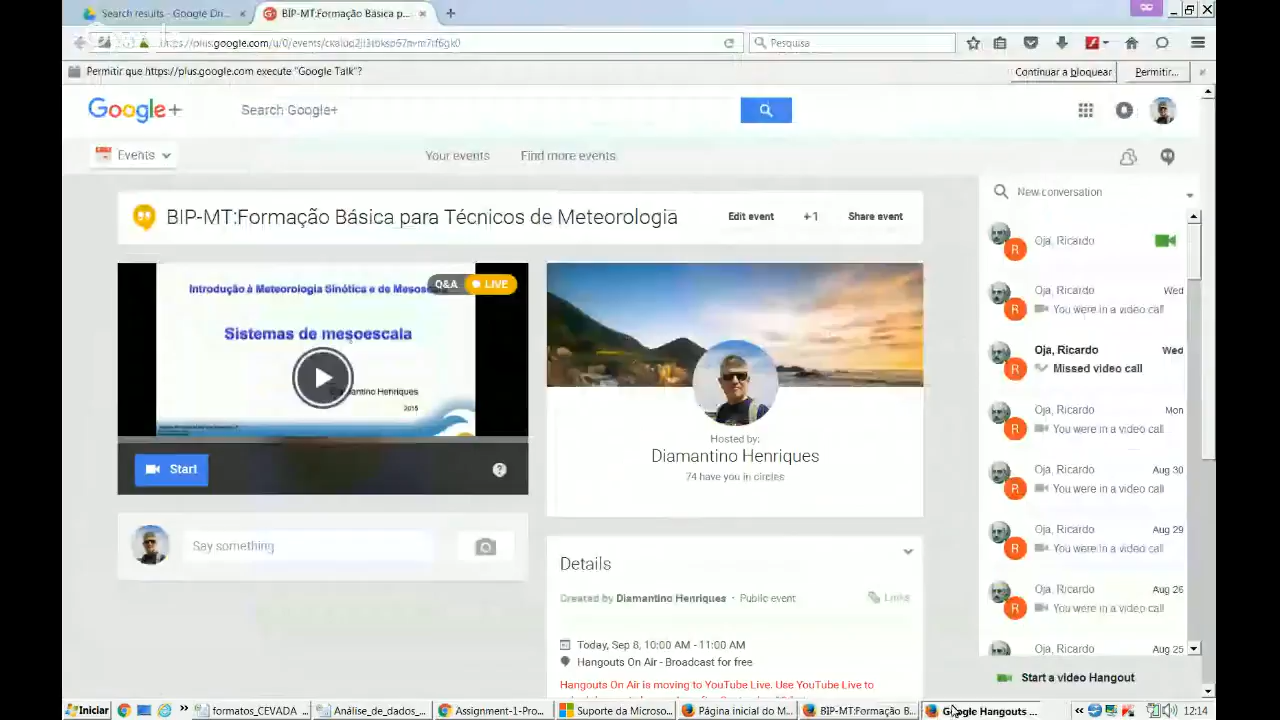 Search results - Google Dri...
BIP-MT:Formação Básica p...
https://plus.google.com/u/0/events/
Pesquisa
Permitir que https://plus.google.com execute "Google Talk"?
Continuar a bloquear
Permitir...
Google+
Search Google+
Events
Your events
Find more events
New conversation
BIP-MT:Formação Básica para Técnicos de Meteorologia
Edit event
+1
Share event
Introdução à Meteorologia Sinótica e de
Q&A
LIVE
Sistemas de mesoescala
Henriques
2015
Start
?
Say something
Hosted by:
Diamantino Henriques
74 have you in circles
Details
Created by Diamantino Henriques · Public event
Links
Today, Sep 8, 10:00 AM - 11:00 AM
Hangouts On Air - Broadcast for free
Hangouts On Air is moving to YouTube Live. Use YouTube Live to
R
Oja, Ricardo
R
Oja, Ricardo
Wed
You were in a video call
R
Oja, Ricardo
Wed
Missed video call
R
Oja, Ricardo
Mon
You were in a video call
R
Oja, Ricardo
Aug 30
You were in a video call
R
Oja, Ricardo
Aug 29
You were in a video call
R
Oja, Ricardo
Aug 26
You were in a video call
Oja, Ricardo
Aug 25
Start a video Hangout
Iniciar
formatos_CEVADA ...
Análise_de_dados_...
Assignment-Pro...
Suporte da Microso...
Página inicial do M...
BIP-MT:Formação B...
Google Hangouts ...
12:14